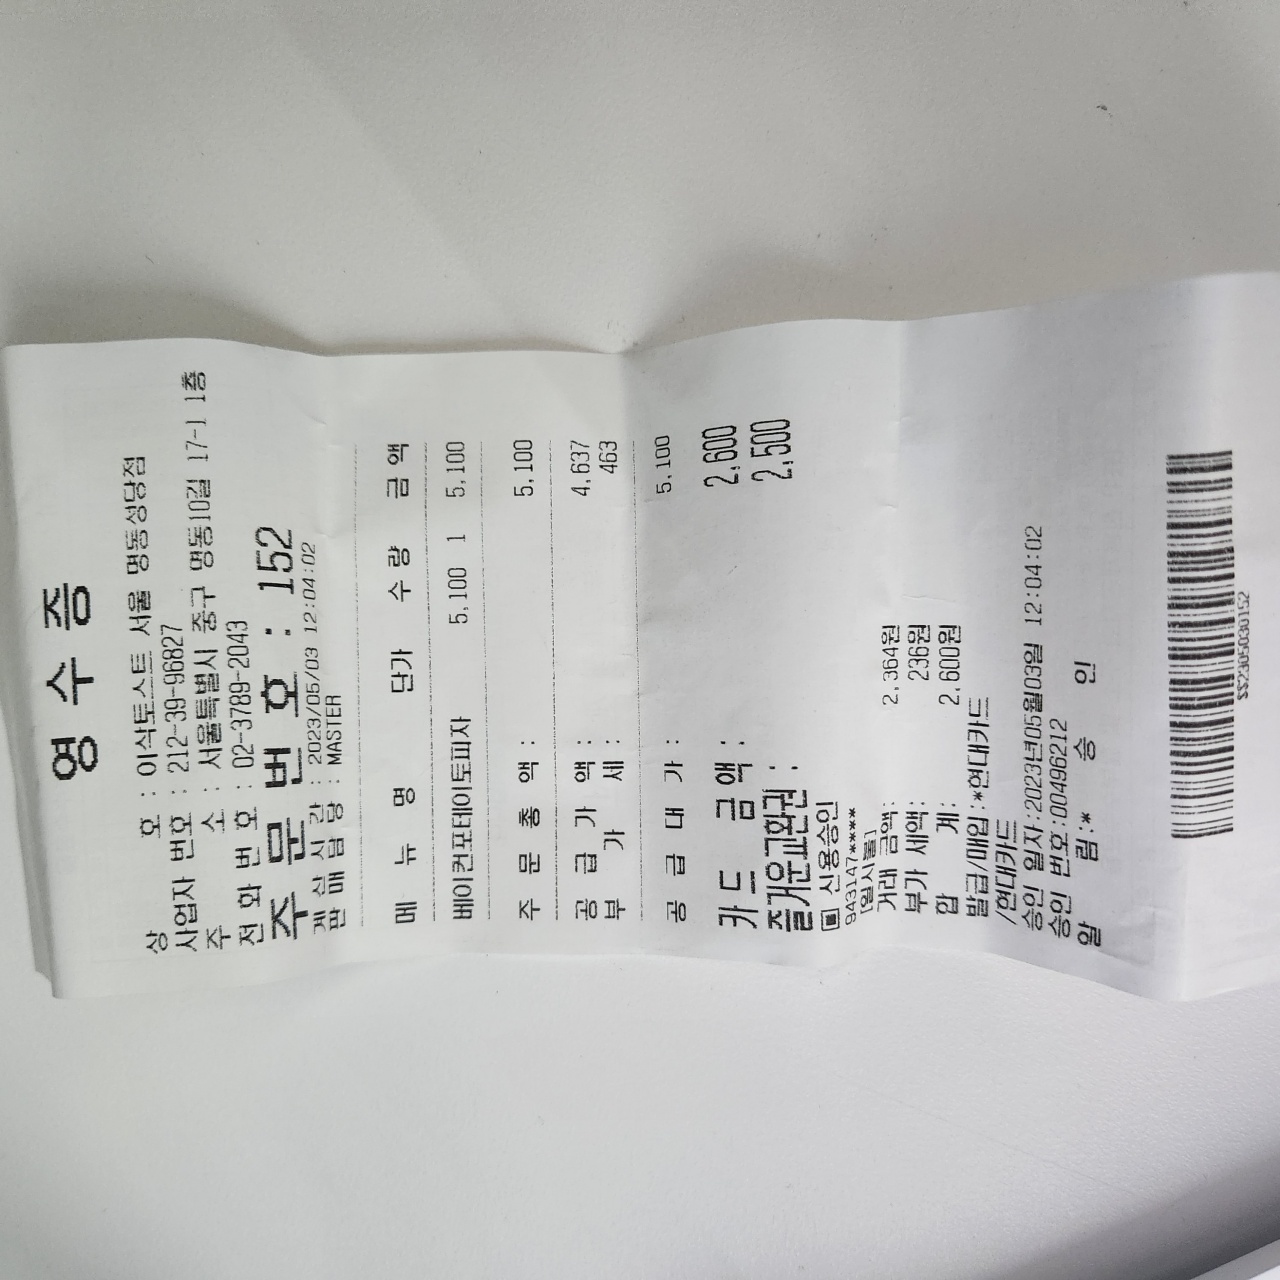 영 수 증
상 호 : 이삭토스트 서울 명동성당점
사업자 번호 : 212-39-96827
주 소 : 서울특별시 중구 명동10길 17-1 1층
전 화 번 호 : 02-3789-2043
주 문 번 호 : 152
계 산 시 간 : 2023/05/03 12:04:02
판 매 담 당 : MASTER
메 뉴 명 단가 수 량 금 액
베이컨포테이토피자 5,100 1 5,100
주 문 총 액 : 5,100
공 급 가 액 : 4,637
부 가 세 : 463
공 급 대 가 : 5,100
카 드 금 액 : 2,600
즐거운교환권 : 2,500
▣ 신용승인
943147****
[일시불]
거래 금액: 2,364원
부가 세액: 236원
합 계: 2,600원
발급/매입:*현대카드
/현대카드
승인 일자:2023년05월03일 12:04:02
승인 번호:00496212
알 림:* 승 인
SS2305030152